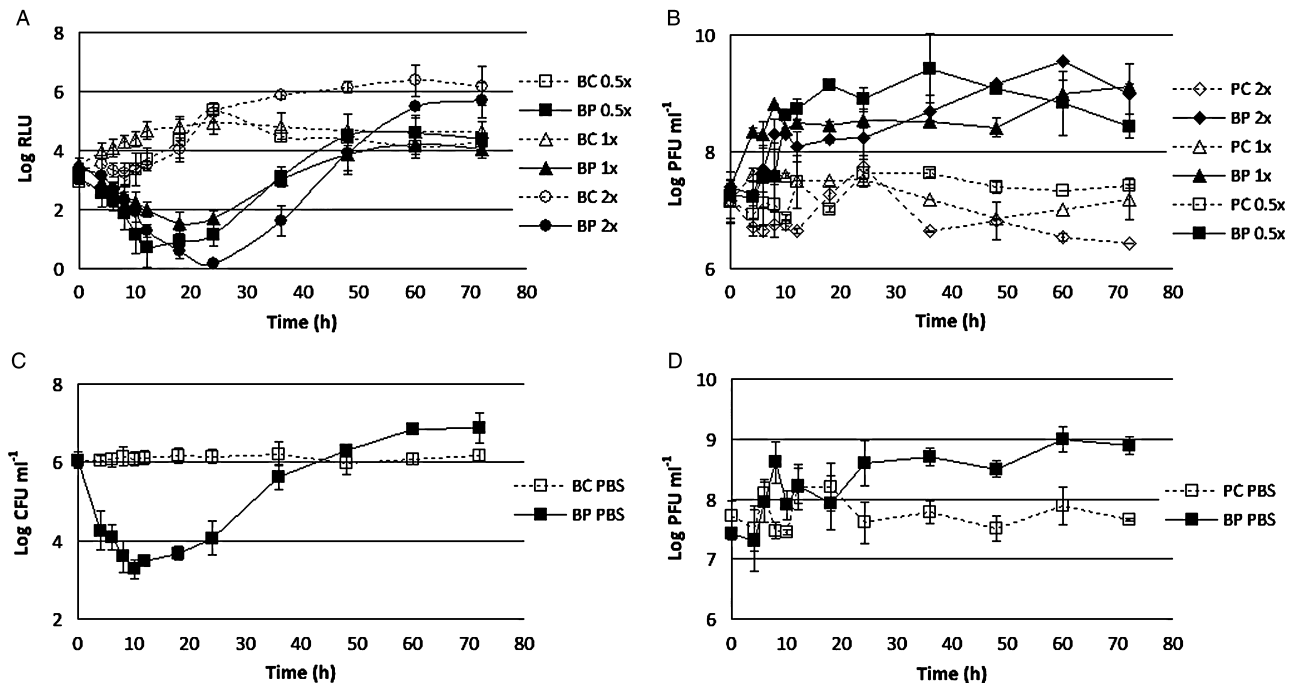 A
8
6
4
2
0
Log RLU
0 10 20 30 40 50 60 70 80
Time (h)
BC 0.5x
BP 0.5x
BC 1x
BP 1x
BC 2x
BP 2x
B
10
8
6
Log PFU ml-1
0 10 20 30 40 50 60 70 80
Time (h)
PC 2x
BP 2x
PC 1x
BP 1x
PC 0.5x
BP 0.5x
C
8
6
4
2
Log CFU ml-1
0 10 20 30 40 50 60 70 80
Time (h)
BC PBS
BP PBS
D
10
9
8
7
6
Log PFU ml-1
0 10 20 30 40 50 60 70 80
Time (h)
PC PBS
BP PBS